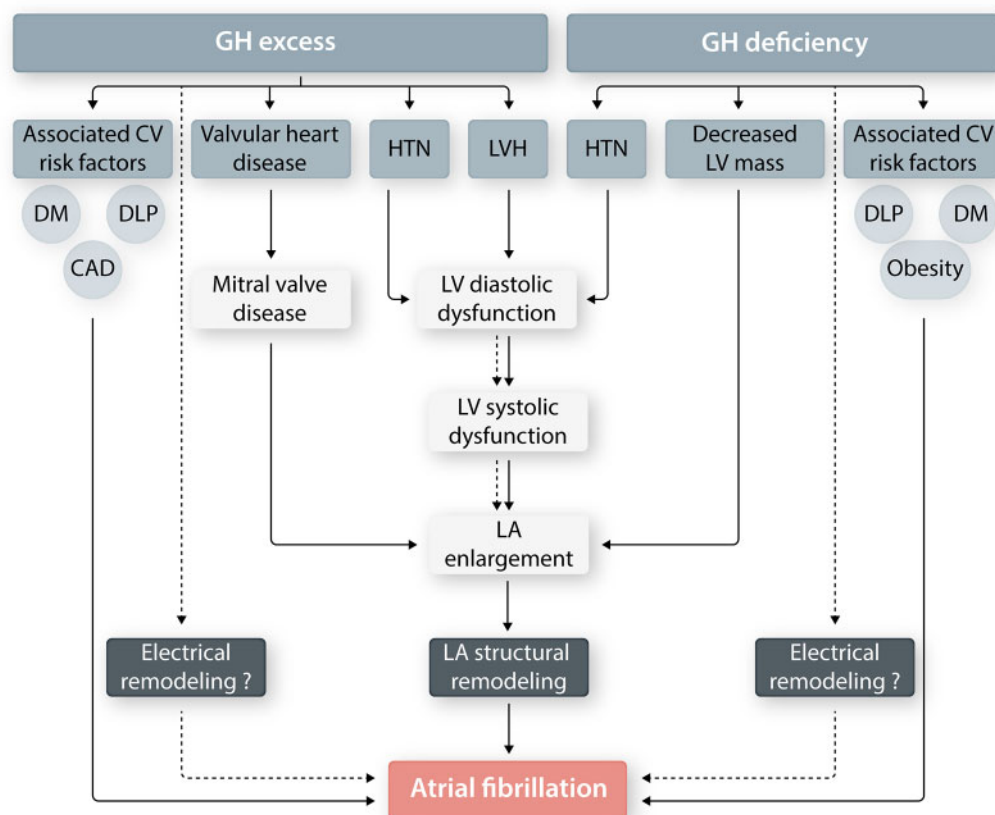 GH excess
GH deficiency
Associated CV
risk factors
Valvular heart
disease
HTN
LVH
HTN
Decreased
LV mass
Associated CV
risk factors
DM
DLP
CAD
DLP
DM
Obesity
Mitral valve
disease
LV diastolic
dysfunction
LV systolic
dysfunction
LA
enlargement
Electrical
remodeling ?
LA structural
remodeling
Electrical
remodeling ?
Atrial fibrillation